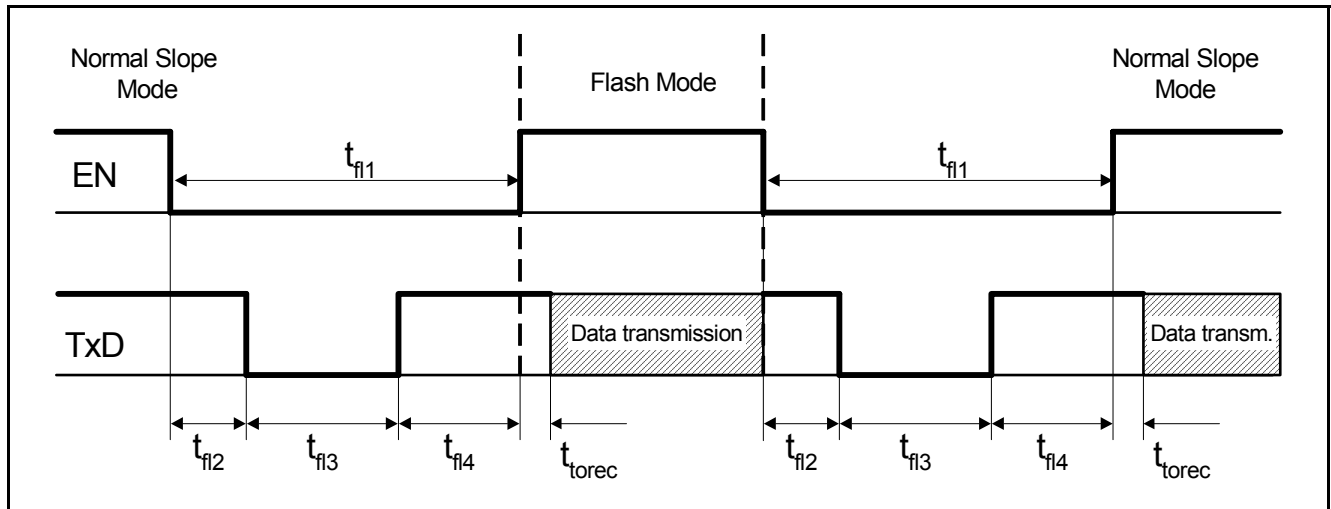 Normal Slope
Mode
Flash Mode
Normal Slope
Mode
EN
tfl1
tfl1
TxD
Data transmission
Data transm.
tfl2
tfl3
tfl4
ttorec
tfl2
tfl3
tfl4
ttorec